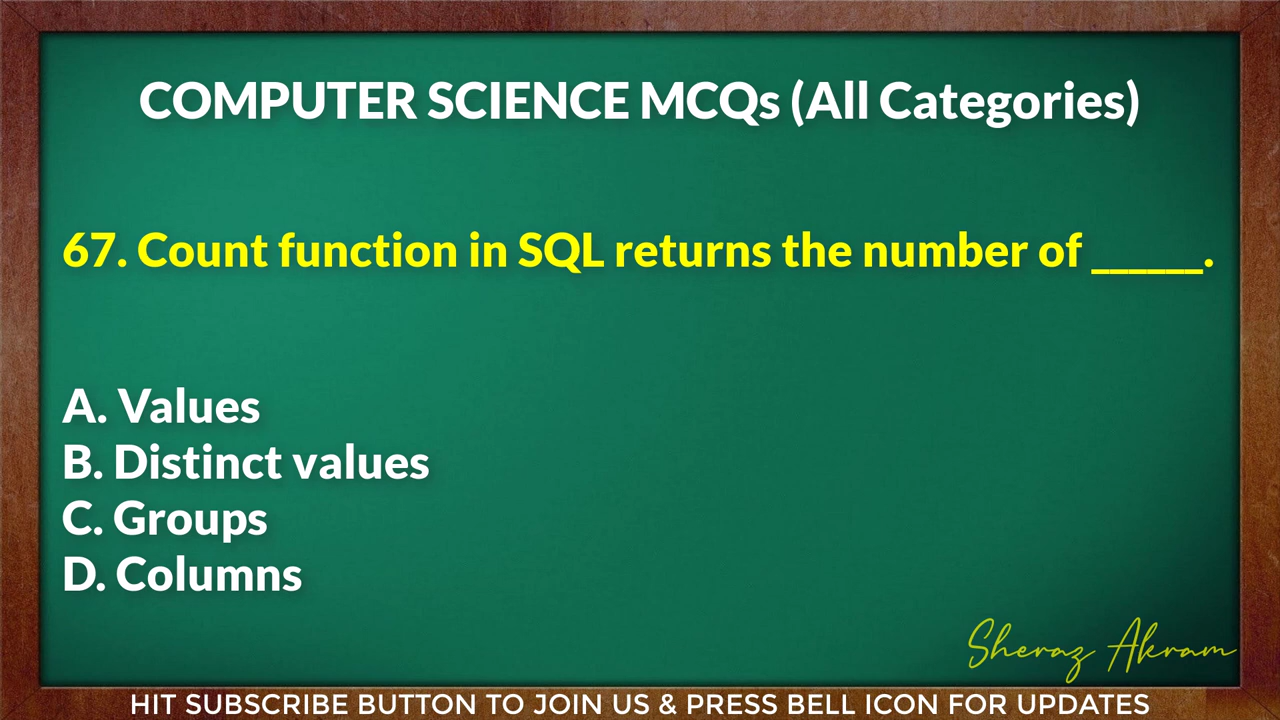 COMPUTER SCIENCE MCQs (All Categories)
67. Count function in SQL returns the number of ______.
A. Values
B. Distinct values
C. Groups
D. Columns
Sheraz Akram
HIT SUBSCRIBE BUTTON TO JOIN US & PRESS BELL ICON FOR UPDATES